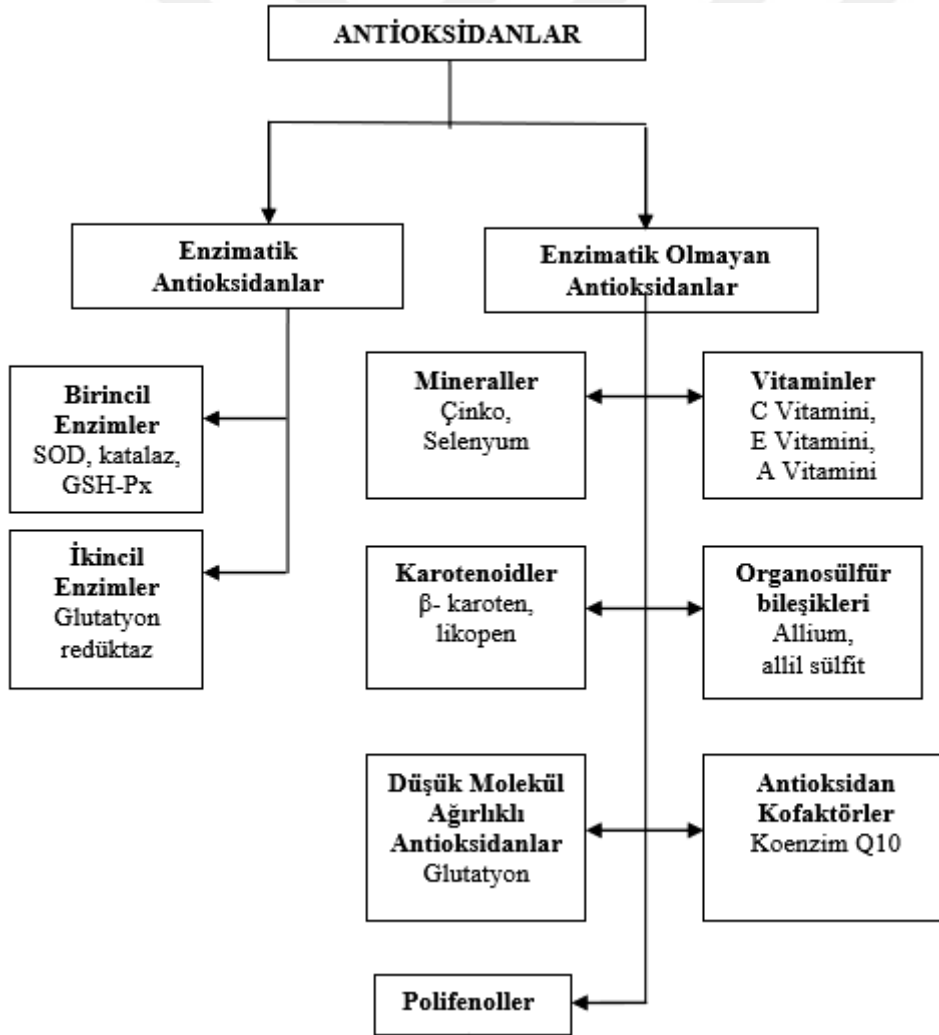 ANTİOKSİDANLAR
Enzimatik
Antioksidanlar
Enzimatik Olmayan
Antioksidanlar
Birincil
Enzimler
SOD, katalaz,
GSH-Px
İkincil
Enzimler
Glutatyon
redüktaz
Mineraller
Çinko,
Selenyum
Vitaminler
C Vitamini,
E Vitamini,
A Vitamini
Karotenoidler
β- karoten,
likopen
Organosülfür
bileşikleri
Allium,
allil sülfit
Düşük Molekül
Ağırlıklı
Antioksidanlar
Glutatyon
Antioksidan
Kofaktörler
Koenzim Q10
Polifenoller